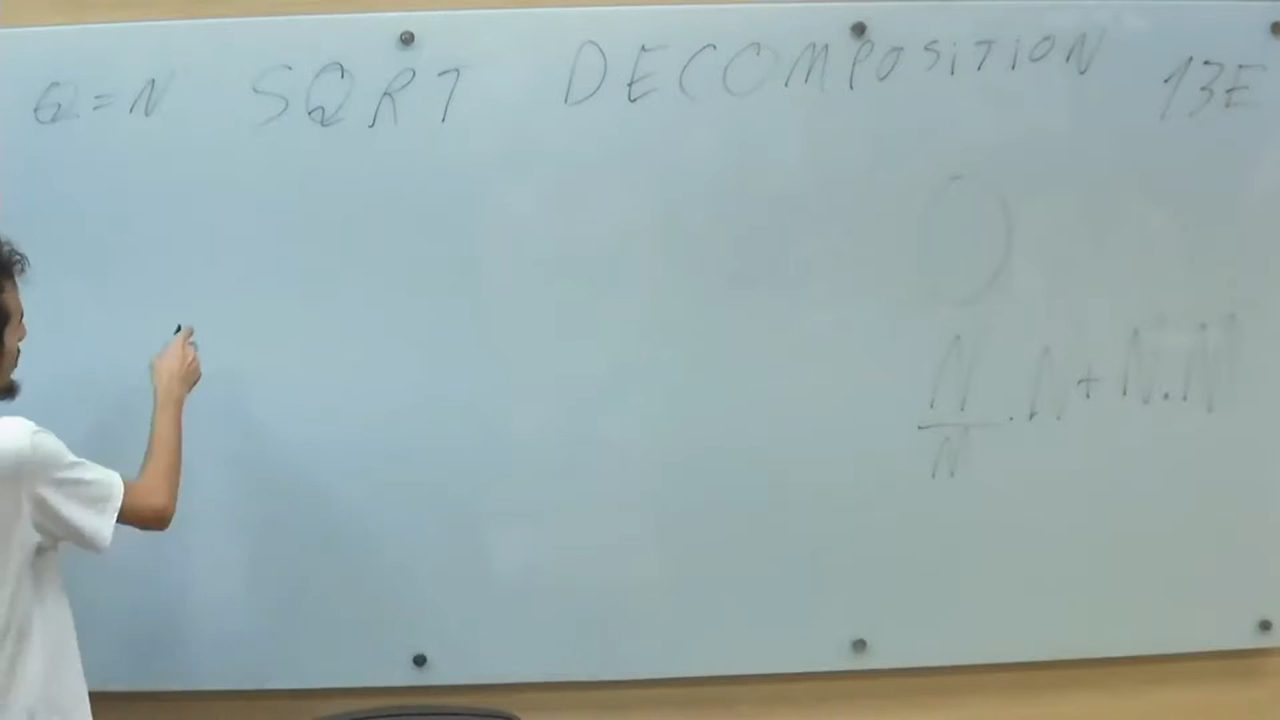 Q=N SQRT DECOMPOSiTiON 13E
O
N/N . N + N.N